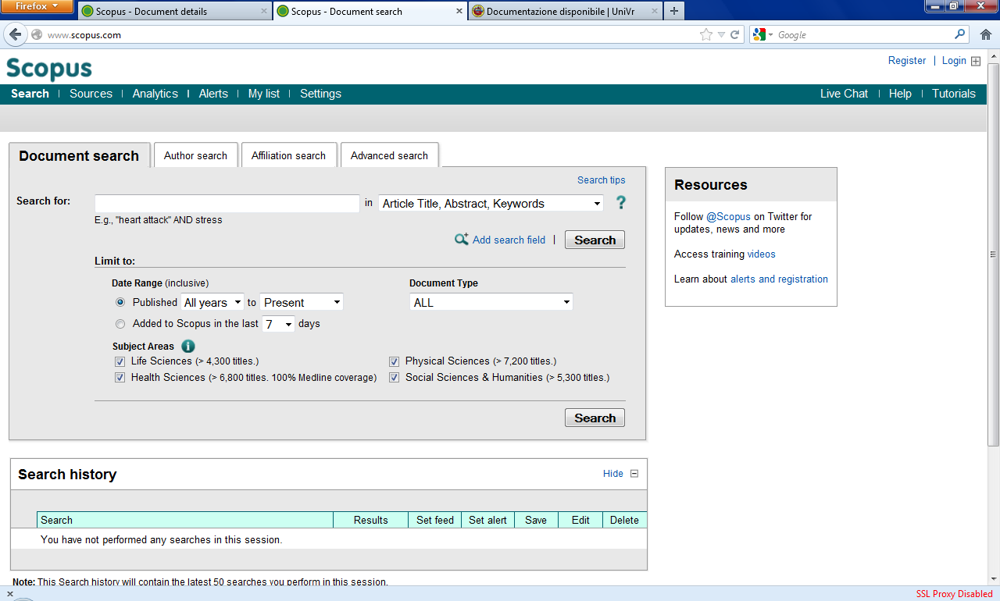 Firefox
Scopus - Document details
Scopus - Document search
Documentazione disponibile | UniVr
www.scopus.com
Google
Scopus
Register | Login
Search | Sources | Analytics | Alerts | My list | Settings
Live Chat | Help | Tutorials
Document search
Author search
Affiliation search
Advanced search
Search tips
Search for:
in
Article Title, Abstract, Keywords
?
E.g., "heart attack" AND stress
Add search field | Search
Limit to:
Date Range (inclusive)
Published All years to Present
Added to Scopus in the last 7 days
Document Type
ALL
Subject Areas i
Life Sciences (> 4,300 titles.)
Physical Sciences (> 7,200 titles.)
Health Sciences (> 6,800 titles. 100% Medline coverage)
Social Sciences & Humanities (> 5,300 titles.)
Search
Resources
Follow @Scopus on Twitter for
updates, news and more
Access training videos
Learn about alerts and registration
Search history
Hide
Search Results Set feed Set alert Save Edit Delete
You have not performed any searches in this session.
Note: This Search history will contain the latest 50 searches you perform in this session.
x
SSL Proxy Disabled